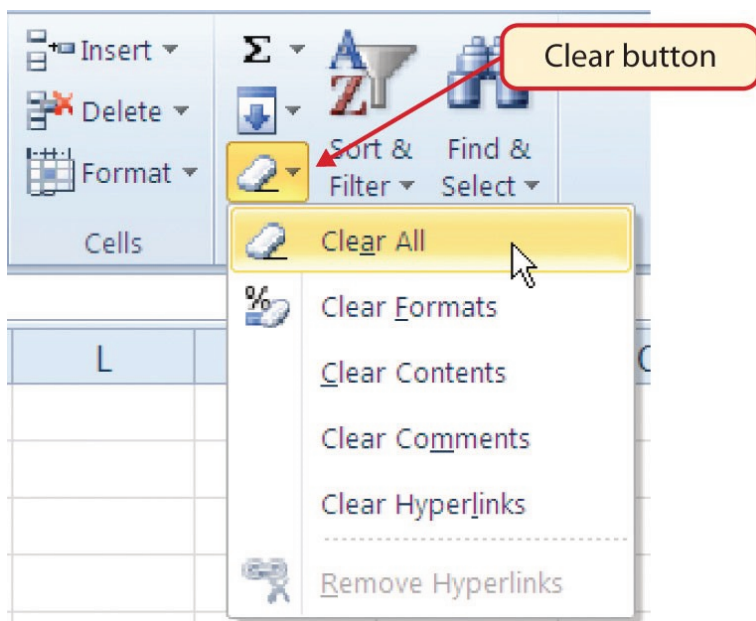 Insert
Σ
A
Z
Clear button
Delete
Sort &
Filter
Find &
Select
Format
Cells
Clear All
%
Clear Formats
L
Clear Contents
Clear Comments
Clear Hyperlinks
Remove Hyperlinks